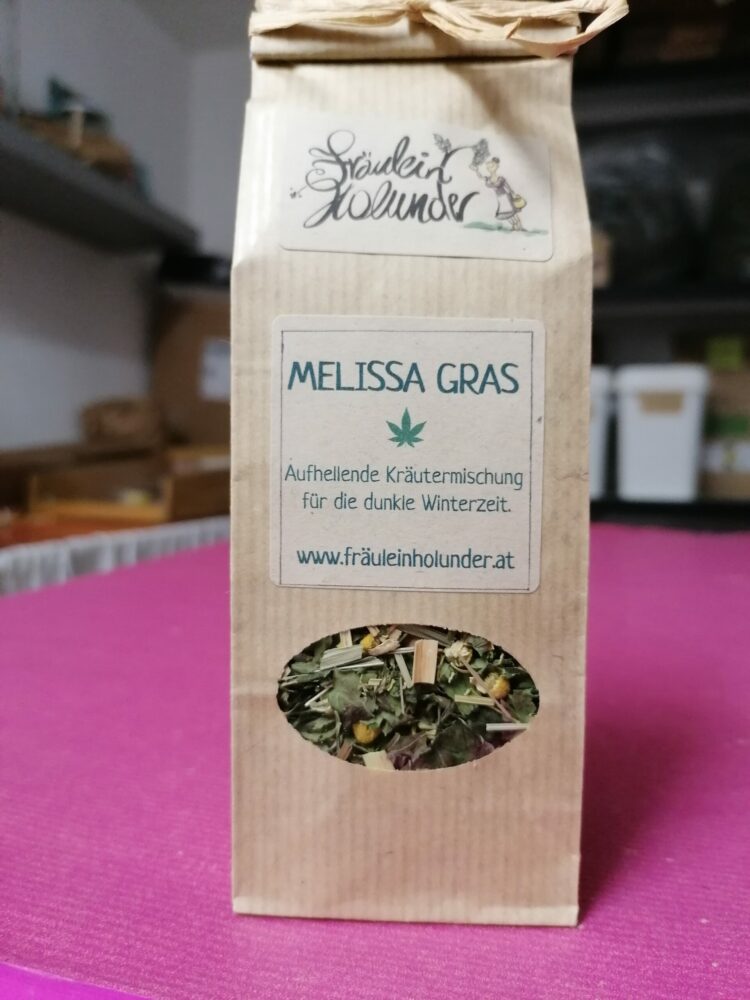 Fräulein
Holunder
MELISSA GRAS
Aufhellende Kräutermischung
für die dunkle Winterzeit.
www.fräuleinholunder.at